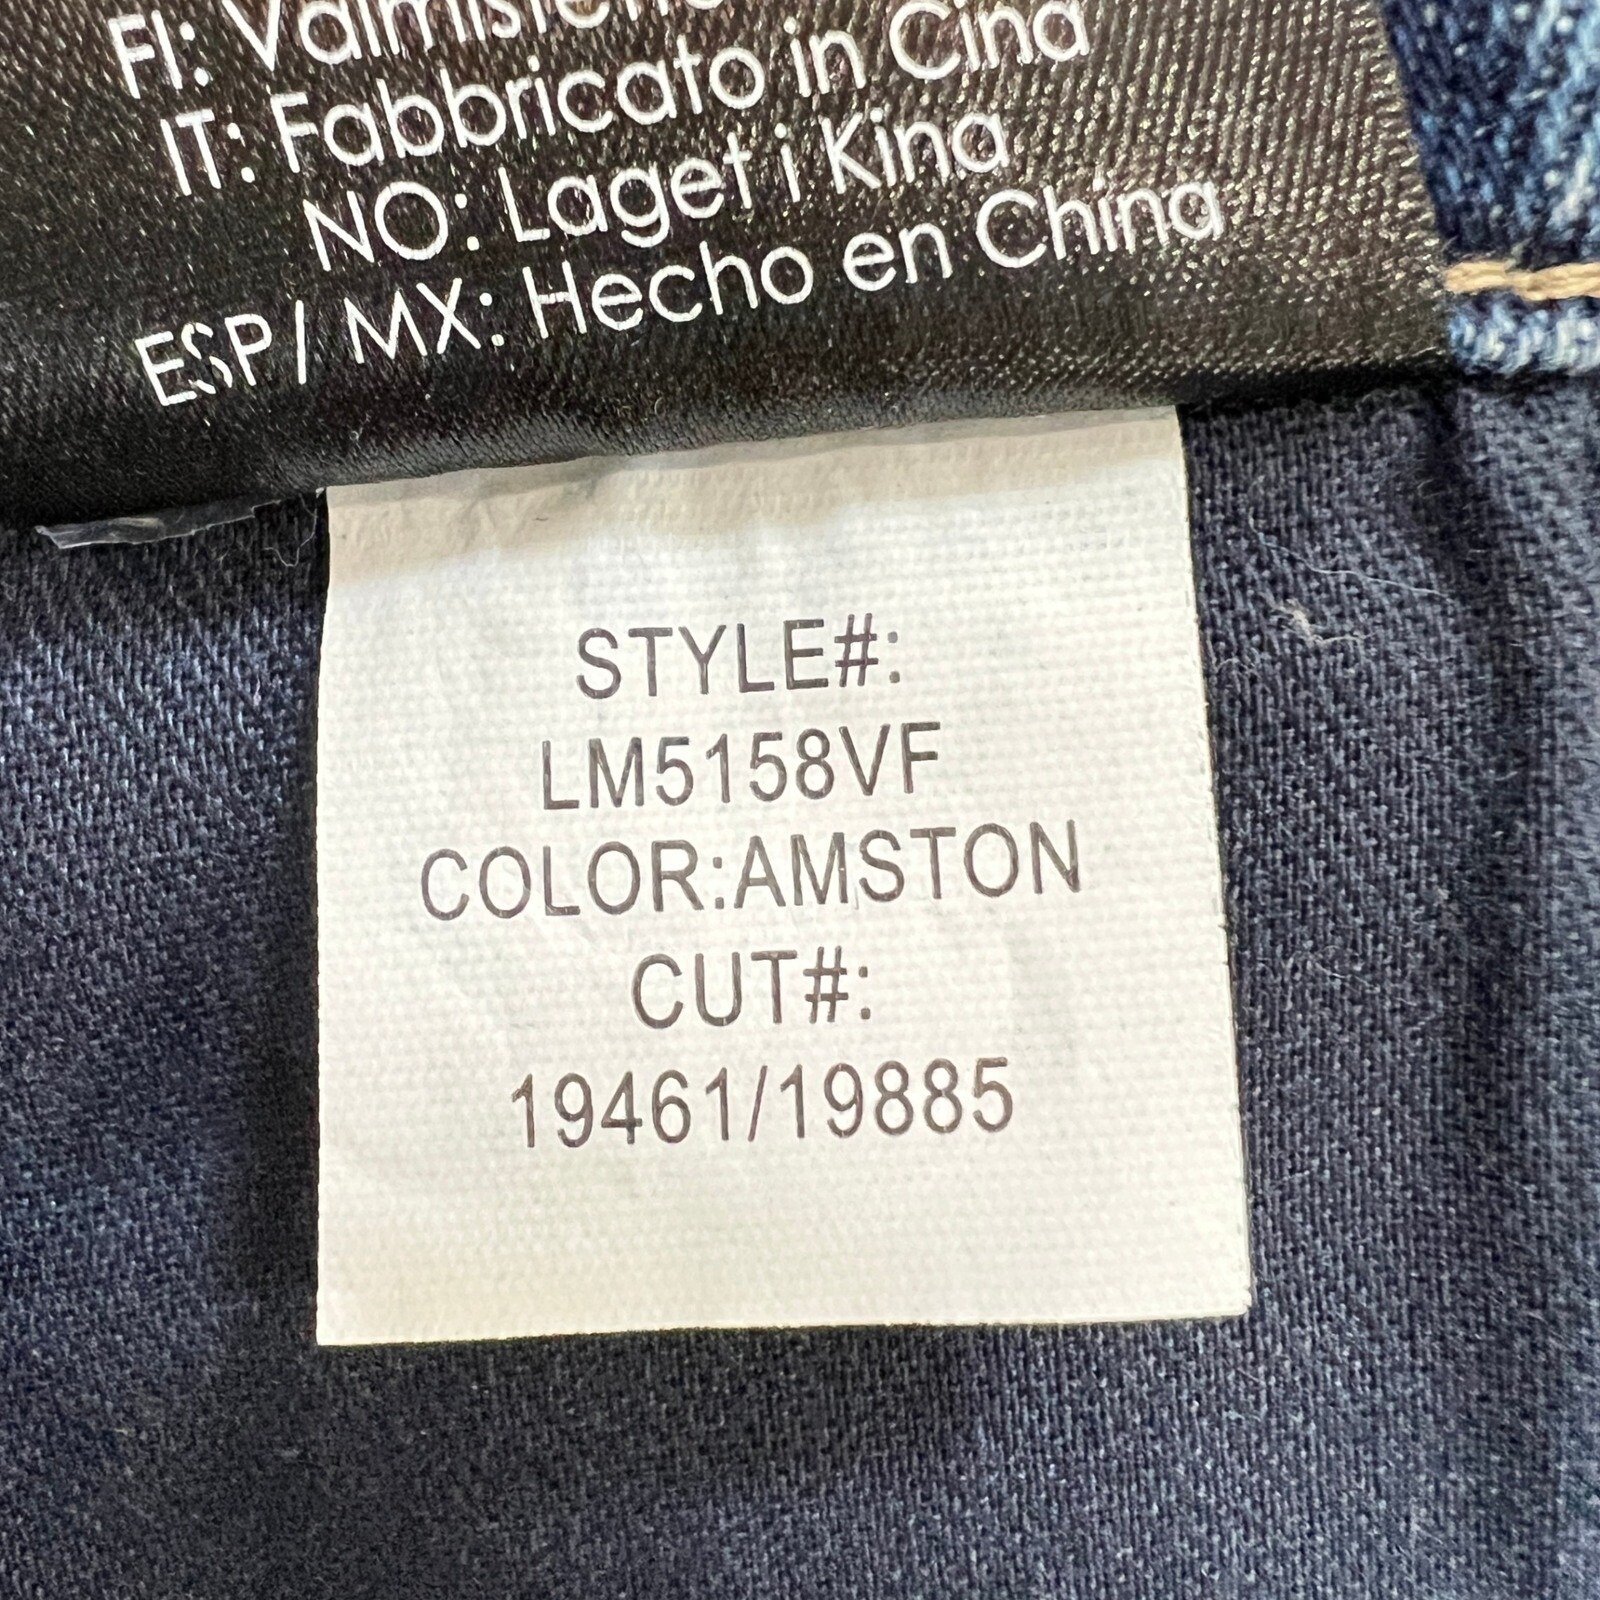 FI:
IT: Fabbricato in Cina
NO: Laget i Kina
ESP/ MX: Hecho en China
STYLE#:
LM5158VF
COLOR:AMSTON
CUT#:
19461/19885